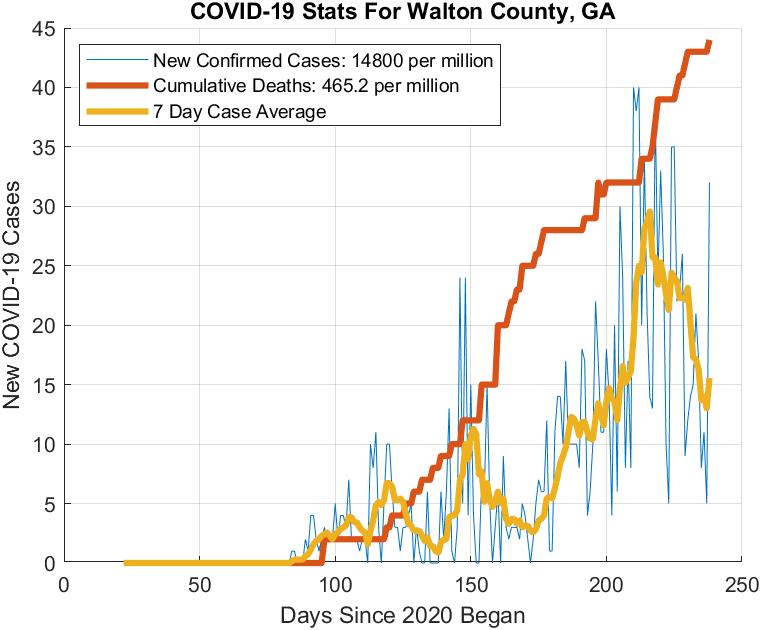 COVID-19 Stats For Walton County, GA
New Confirmed Cases: 14800 per million
Cumulative Deaths: 465.2 per million
7 Day Case Average
New COVID-19 Cases
45
40
35
30
25
20
15
10
5
0
0 50 100 150 200 250
Days Since 2020 Began